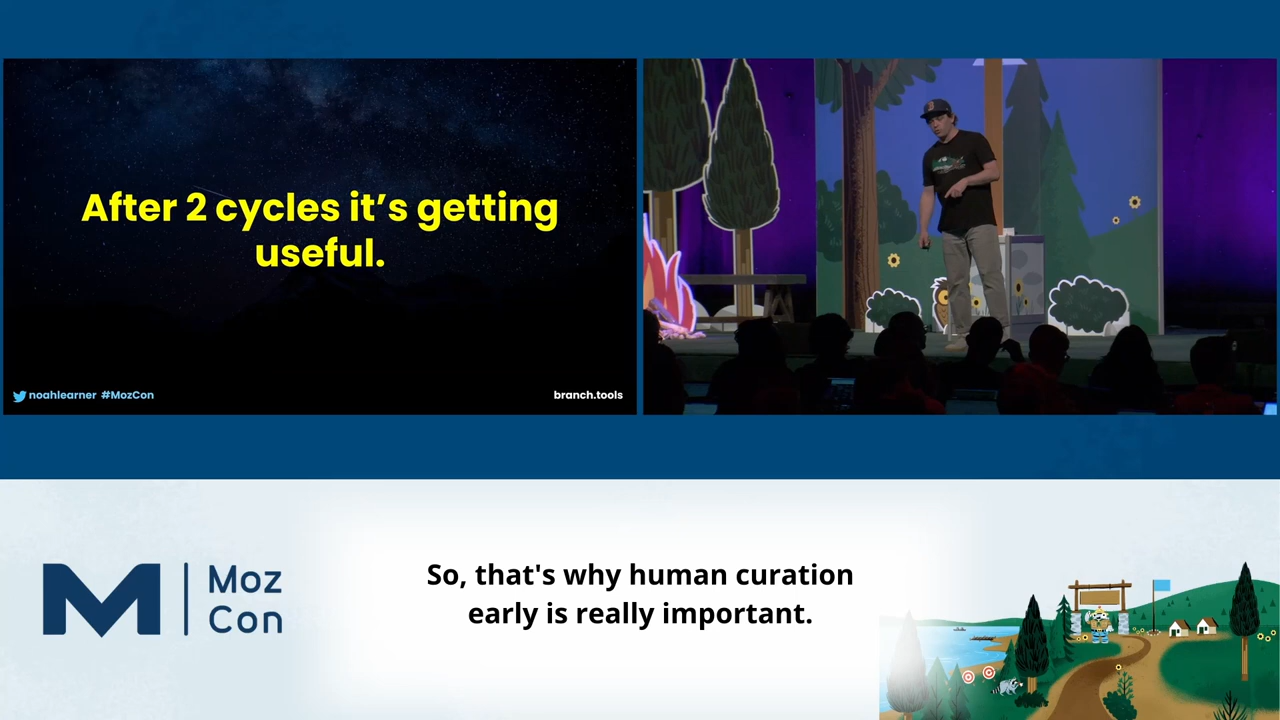 After 2 cycles it’s getting
useful.
noahlearner #MozCon
branch.tools
Moz
Con
So, that's why human curation
early is really important.